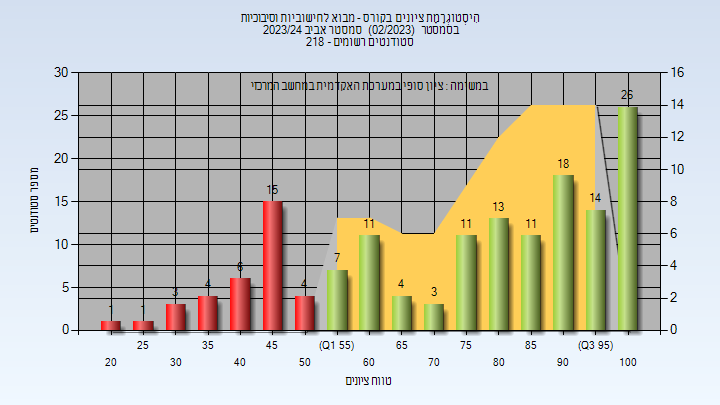 היסטוגרמת ציונים בקורס - מבוא לחישוביות וסיבוכיות
בסמסטר (02/2023) סמסטר אביב 2023/24
סטודנטים רשומים - 218
במשימה : ציון סופי במערכת האקדמית במחשב המרכזי
מספר סטודנטים
30
25
20
15
10
5
0
16
14
12
10
8
6
4
2
0
1 1 3 4 6 15 4 7 11 4 3 11 13 11 18 14 26
25 35 45 (Q1 55) 65 75 85 (Q3 95)
20 30 40 50 60 70 80 90 100
טווח ציונים